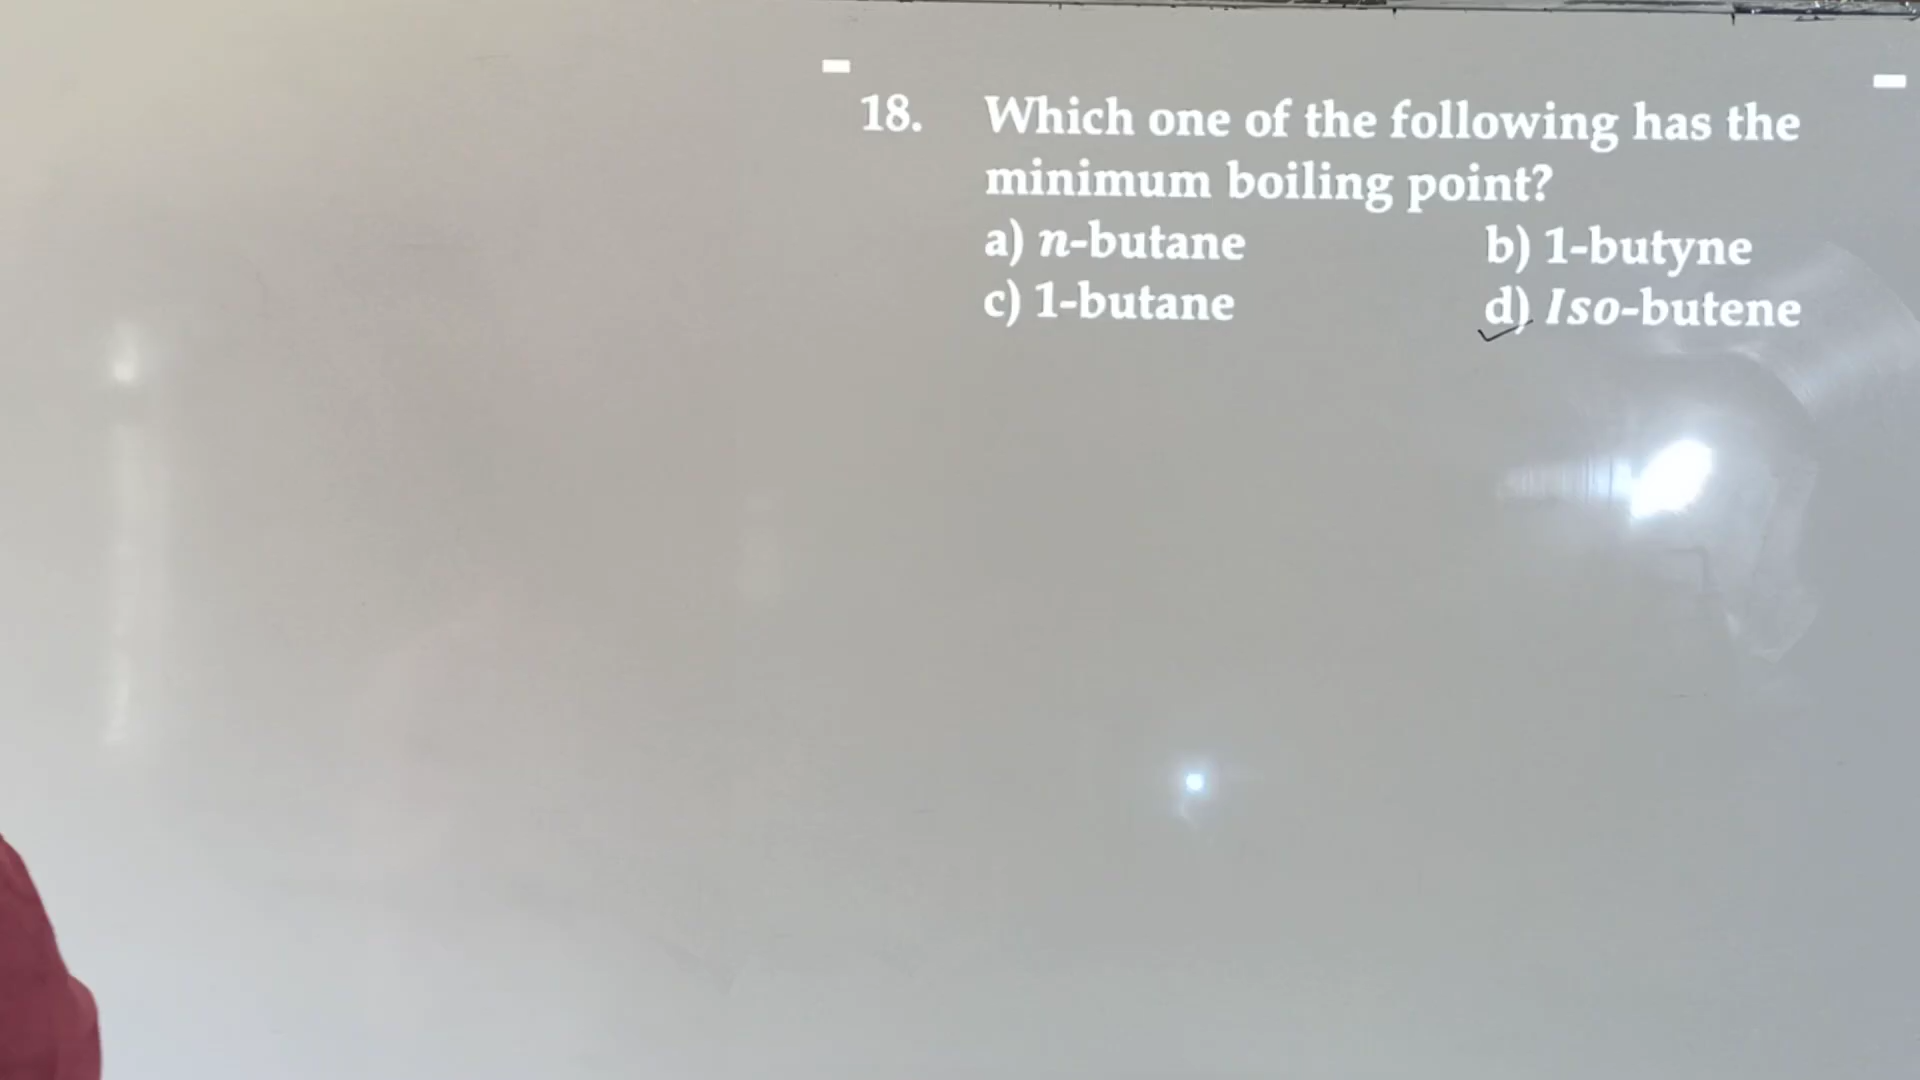 18. Which one of the following has the
minimum boiling point?
a) n-butane b) 1-butyne
c) 1-butane d) Iso-butene